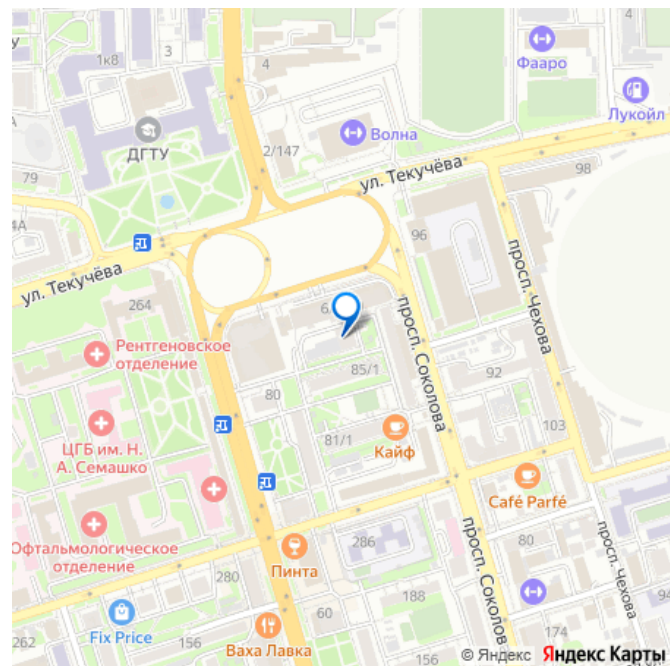 1к8
3
4
4
Фааро
Лукойл
ДГТУ
Волна
2/147
79
ул. Текучёва
98
4А
96
просп. Чехова
ул. Текучёва
264
просп. Соколова
Рентгеновское
отделение
85/1
92
80
81/1
103
ЦГБ им. Н.
А. Семашко
Кайф
Café Parfé
Офтальмологическое
отделение
286
80
просп. Чехова
280
Пинта
просп. Соколова
188
94
60
Fix Price
262
156
Ваха Лавка
174
156
© Яндекс Яндекс Карты